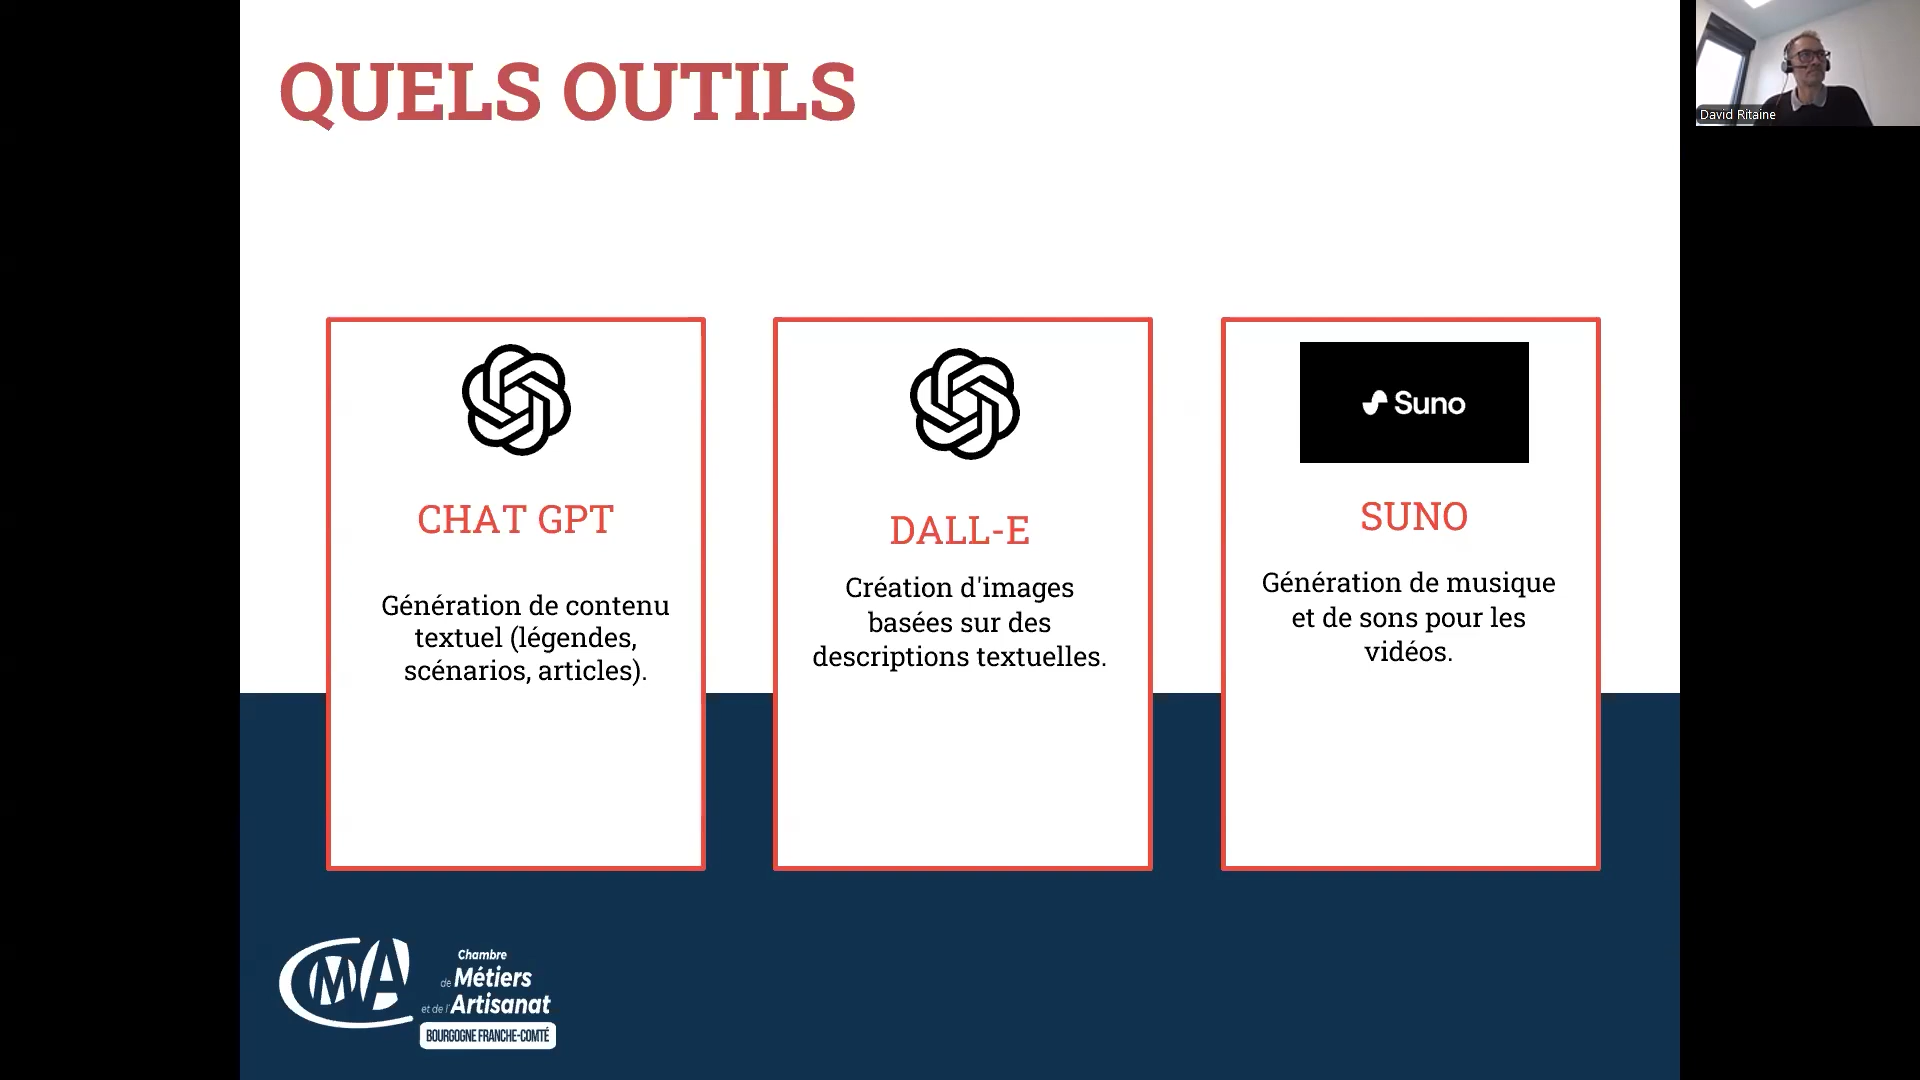 QUELS OUTILS
David Ritaine
CHAT GPT
Génération de contenu
textuel (légendes,
scénarios, articles).
DALL-E
Création d'images
basées sur des
descriptions textuelles.
Suno
SUNO
Génération de musique
et de sons pour les
vidéos.
CMA
Chambre
de Métiers
et de l'Artisanat
BOURGOGNE FRANCHE-COMTÉ